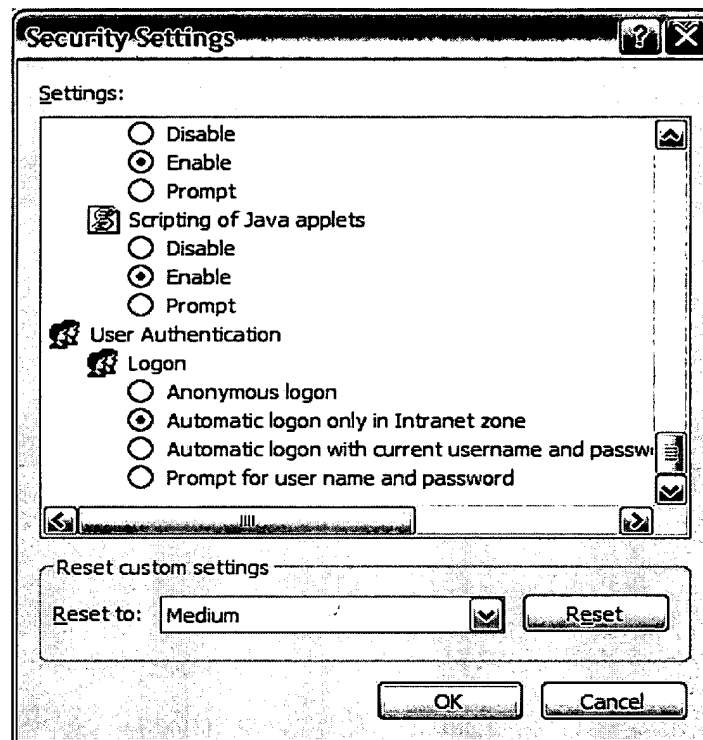 Security Settings
Settings:
Disable
Enable
Prompt
Scripting of Java applets
Disable
Enable
Prompt
User Authentication
Logon
Anonymous logon
Automatic logon only in Intranet zone
Automatic logon with current username and passw
Prompt for user name and password
Reset custom settings
Reset to: Medium Reset
OK Cancel